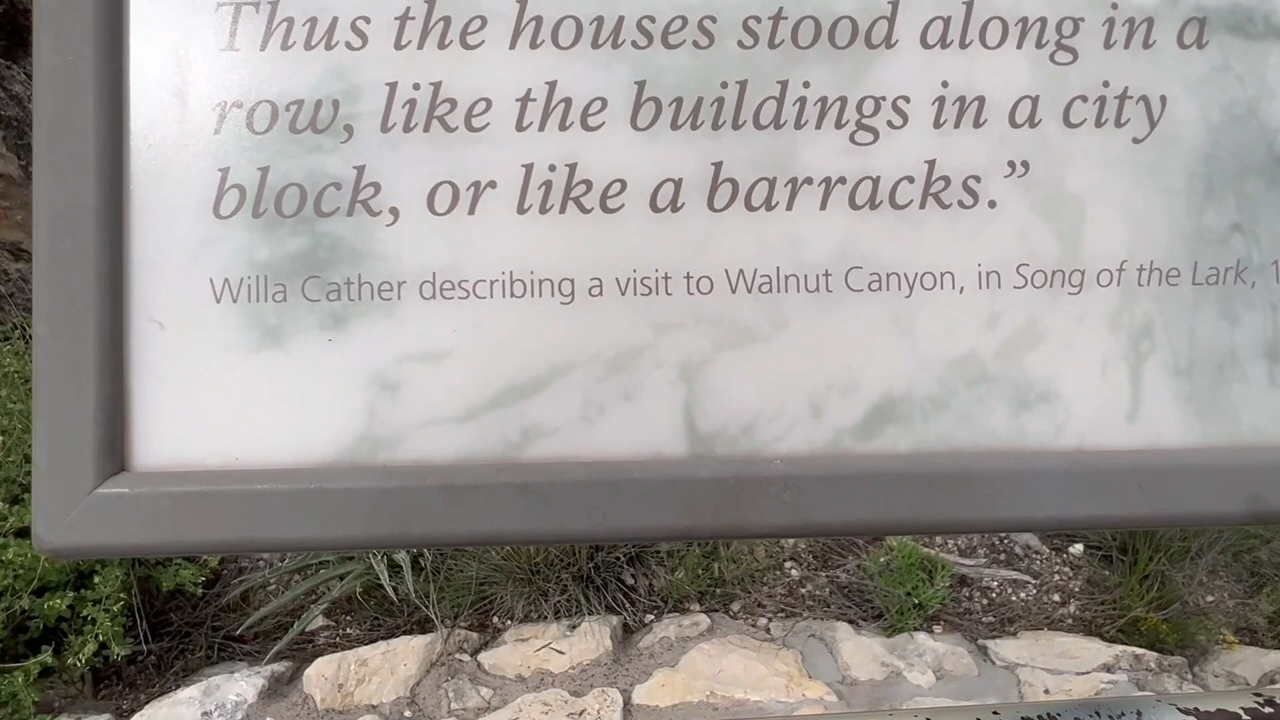 Thus the houses stood along in a
row, like the buildings in a city
block, or like a barracks.”
Willa Cather describing a visit to Walnut Canyon, in Song of the Lark,